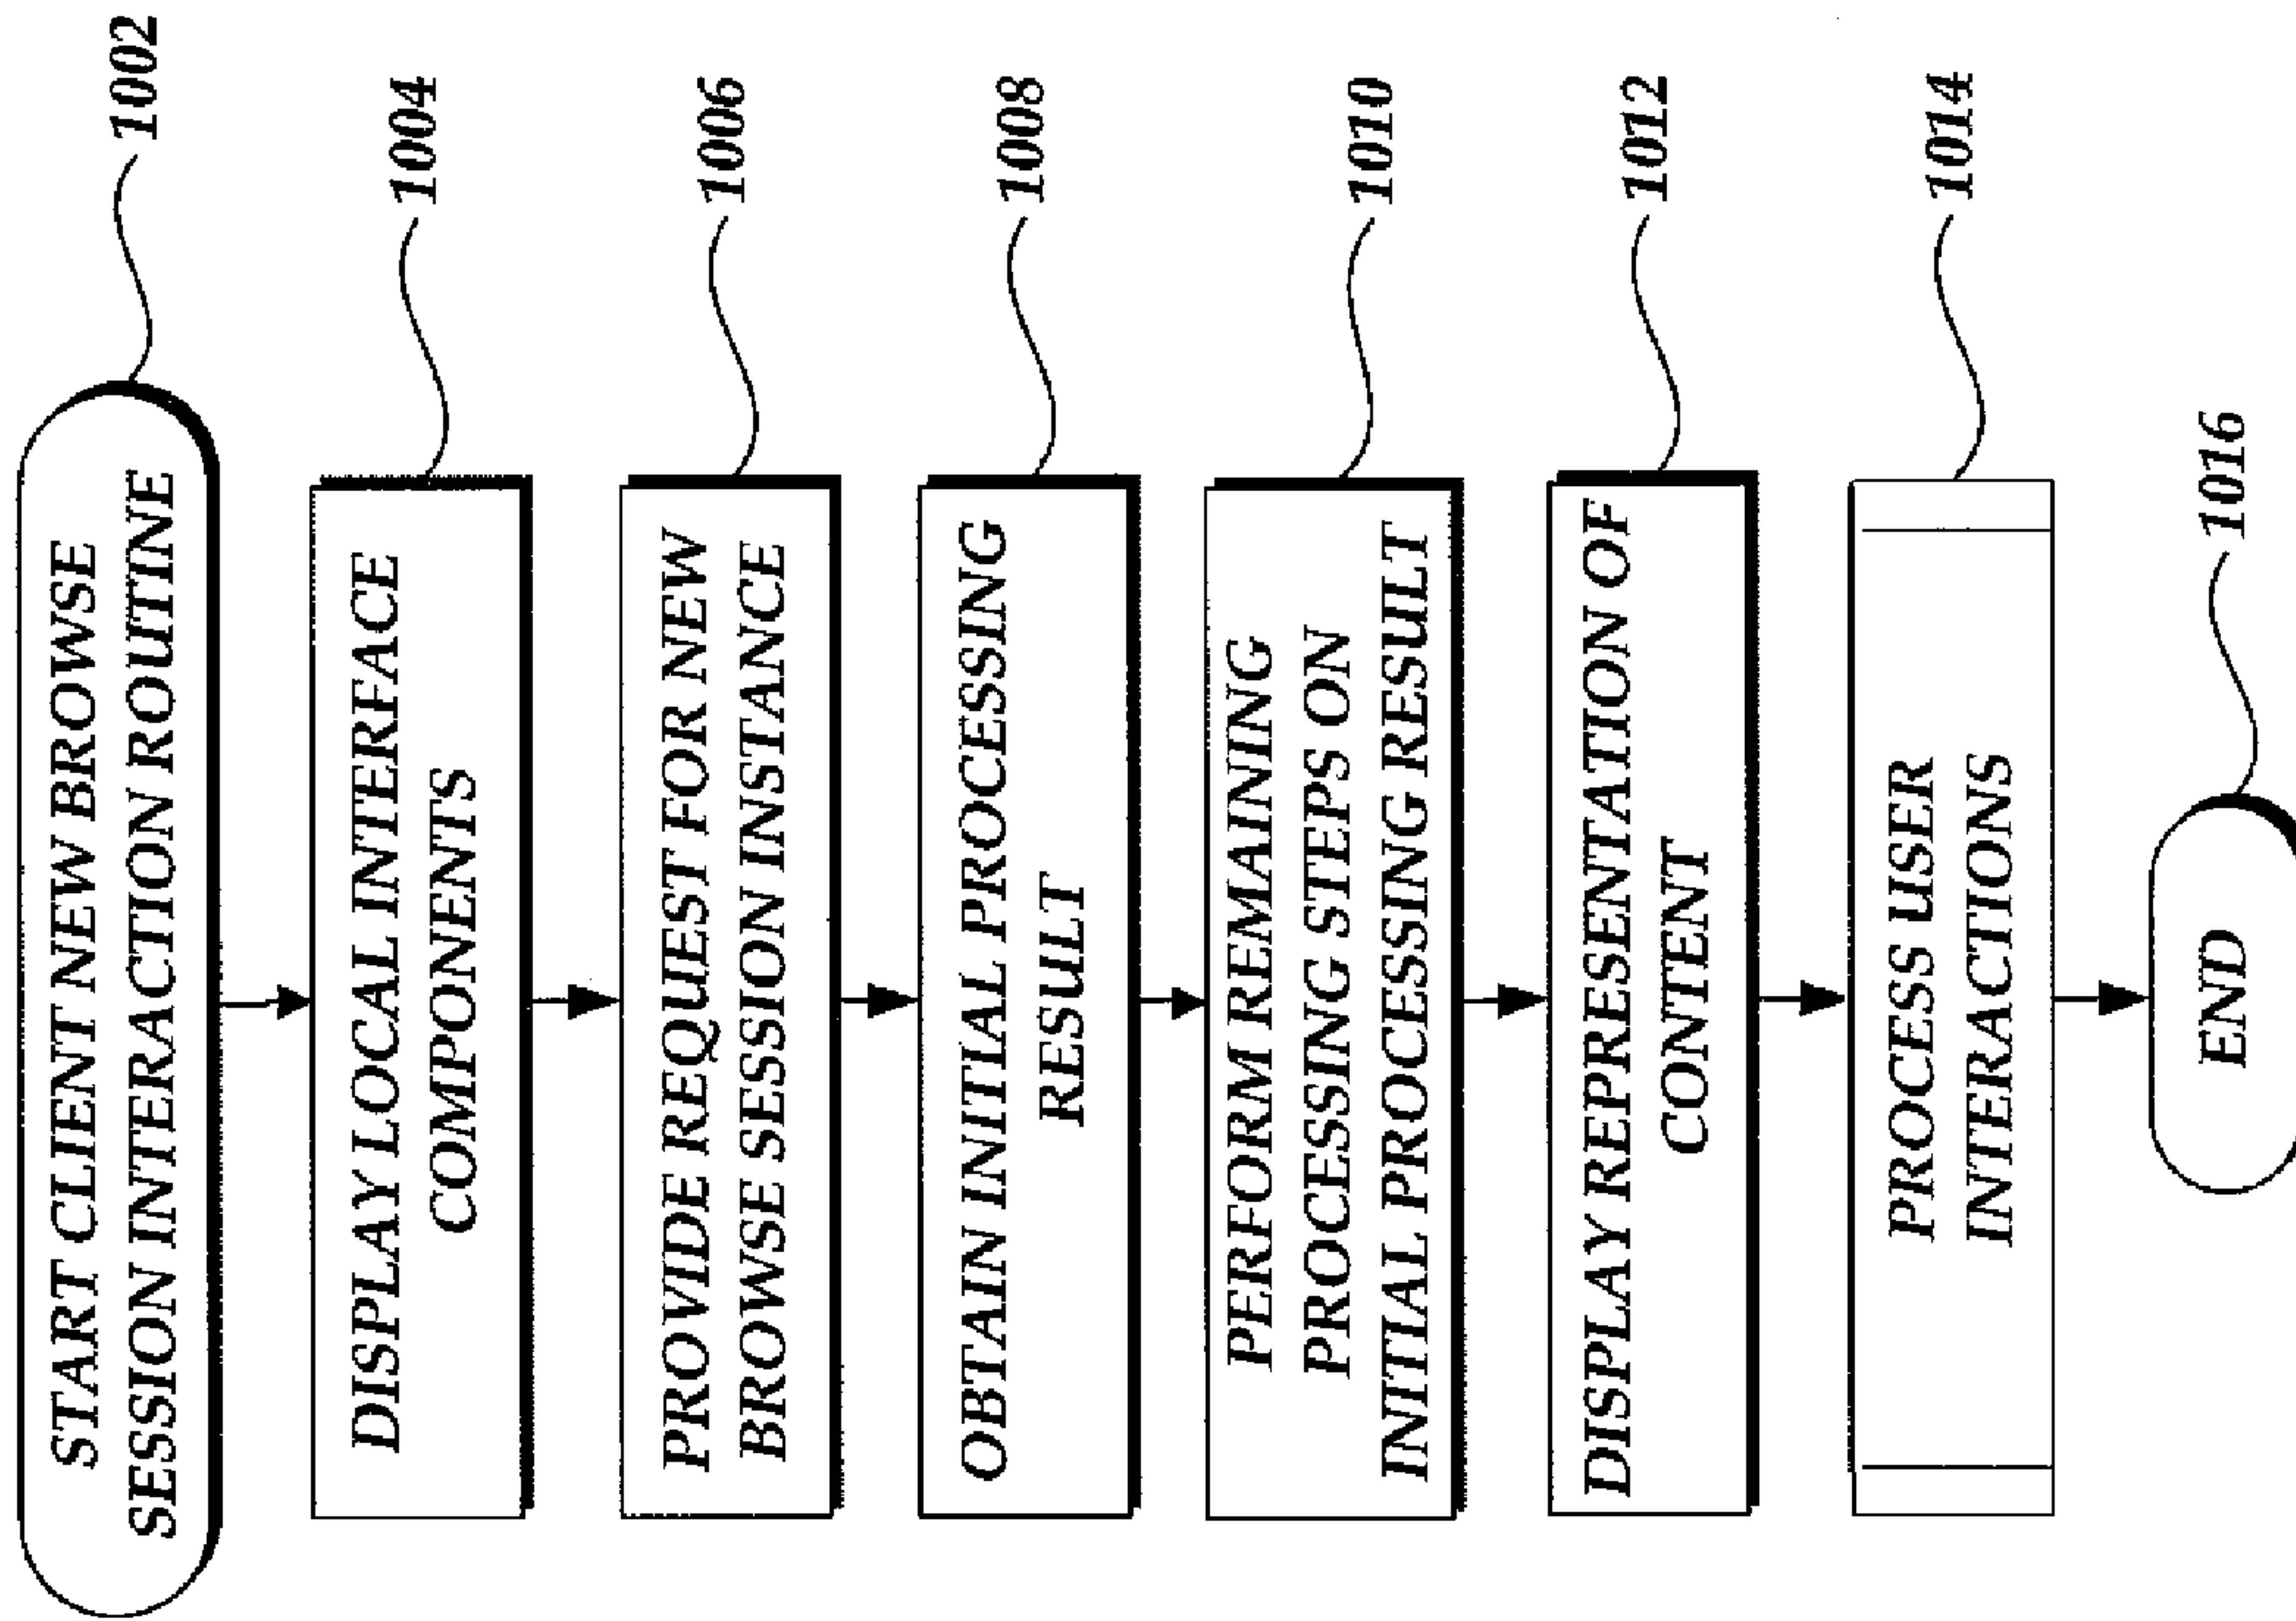 START CLIENT NEW BROWSE
SESSION INTERACTION ROUTINE
1002
DISPLAY LOCAL INTERFACE
COMPONENTS
1004
PROVIDE REQUEST FOR NEW
BROWSE SESSION INSTANCE
1006
OBTAIN INITIAL PROCESSING
RESULT
1008
PERFORM REMAINING
PROCESSING STEPS ON
INITIAL PROCESSING RESULT
1010
DISPLAY REPRESENTATION OF
CONTENT
1012
PROCESS USER
INTERACTIONS
1014
END
1016